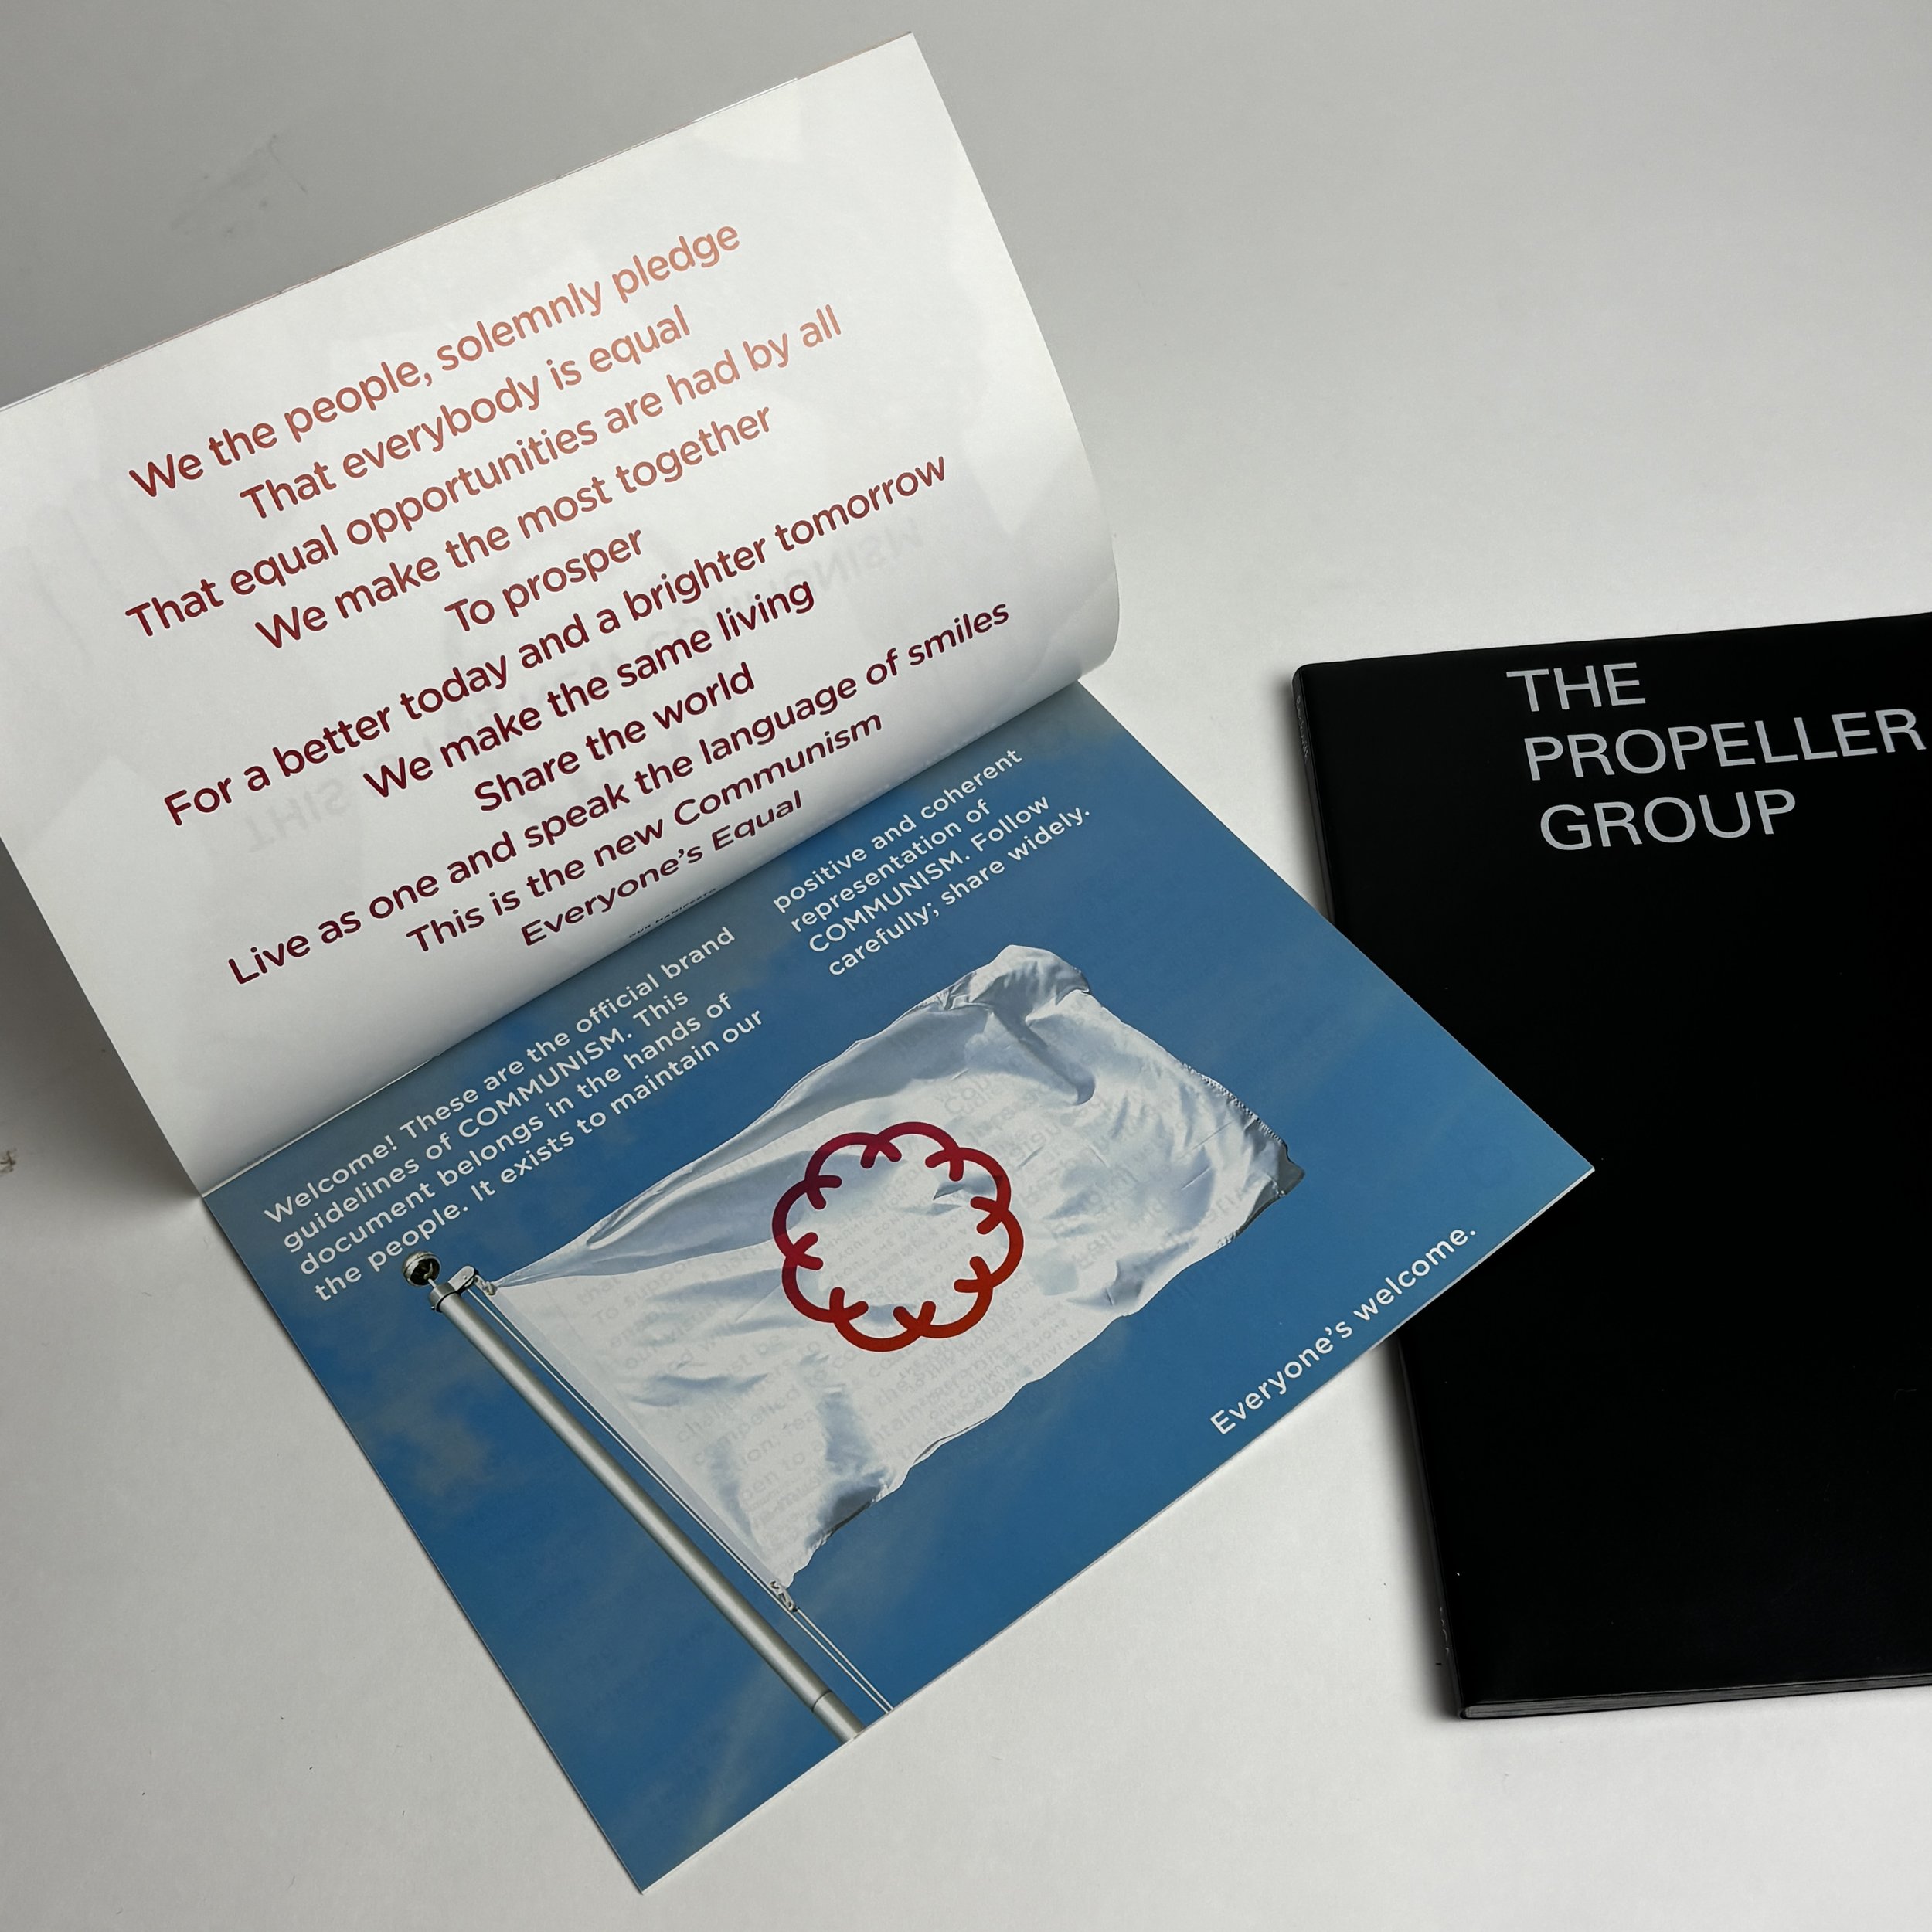 We the people, solemnly pledge
That everybody is equal
That equal opportunities are had by all
We make the most together
To prosper
For a better today and a brighter tomorrow
We make the same living
Share the world
Live as one and speak the language of smiles
This is the new Communism
Everyone's Equal
OUR MANIFESTO
Welcome! These are the official brand
guidelines of COMMUNISM. This
document belongs in the hands of
the people. It exists to maintain our
positive and coherent
representation of
COMMUNISM. Follow
carefully; share widely.
Everyone's welcome.
THE
PROPELLER
GROUP